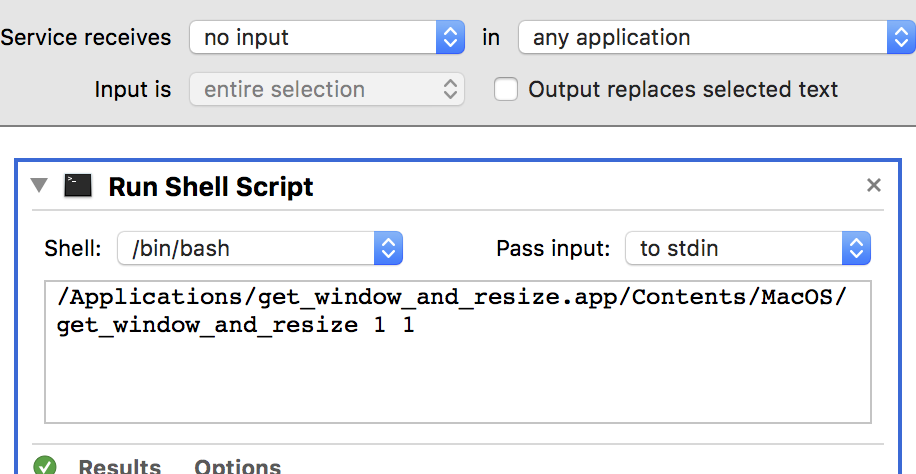 Service receives no input in any application
Input is entire selection Output replaces selected text
Run Shell Script
Shell: /bin/bash Pass input: to stdin
/Applications/get_window_and_resize.app/Contents/MacOS/
get_window_and_resize 1 1
Results Options